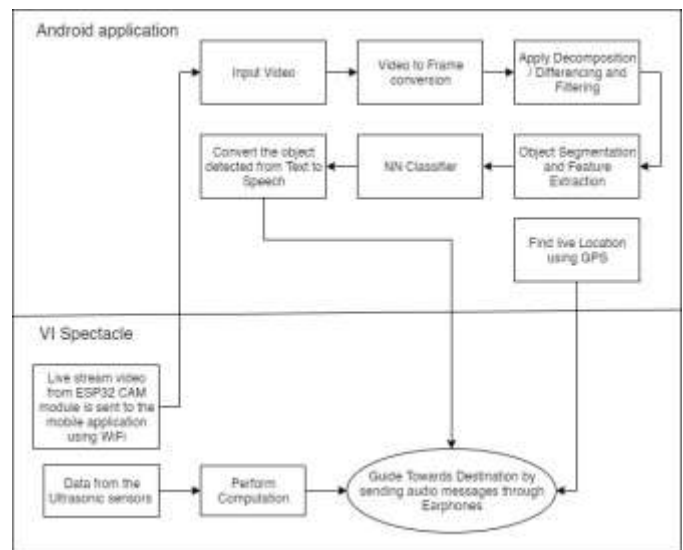 Android application
Input Video
Video to Frame
conversion
Apply Decomposition
/ Differencing and
Filtering
Convert the object
detected from Text to
Speech
NN Classifier
Object Segmentation
and Feature
Extraction
Find live Location
using GPS
VI Spectacle
Live stream video
from ESP32 CAM
module is sent to the
mobile application
using WiFi
Data from the
Ultrasonic sensors
Perform
Computation
Guide Towards Destination by
sending audio messages through
Earphones